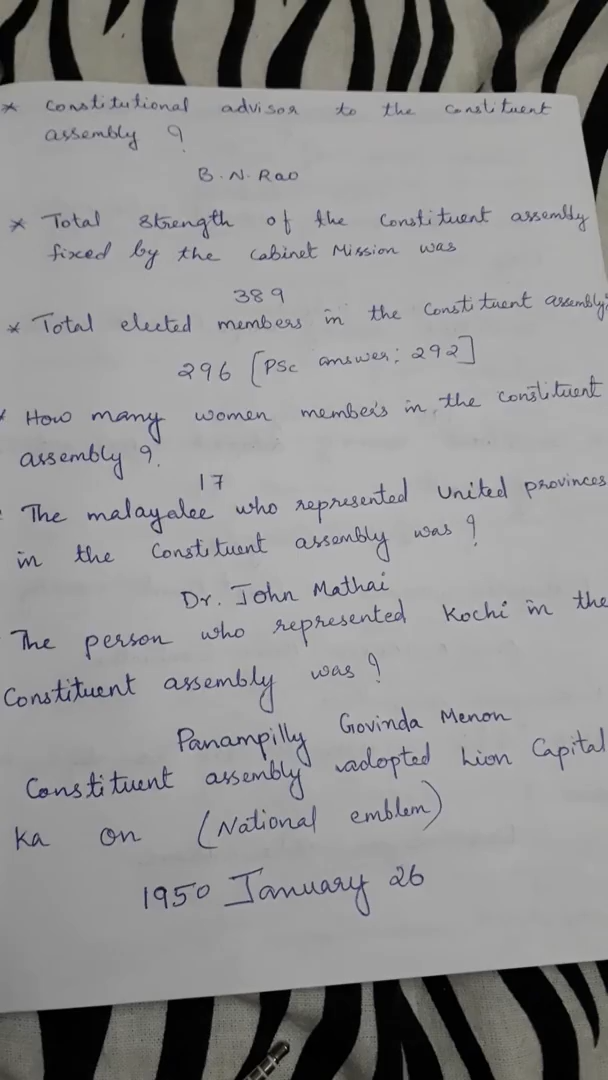 * Constitutional advisor to the constituent
assembly ?
B.N. Rao
* Total strength of the constituent assembly
fixed by the cabinet Mission was
389
* Total elected members in the constituent assembly?
296 [PSC answer: 292]
* How many women members in the constituent
assembly ?
17
The malayalee who represented United provinces
in the Constituent assembly was ?
Dr. John Mathai
The person who represented Kochi in the
Constituent assembly was ?
Panampilly Govinda Menon
Constituent assembly adopted Lion Capital
ka on (National emblem)
1950 January 26